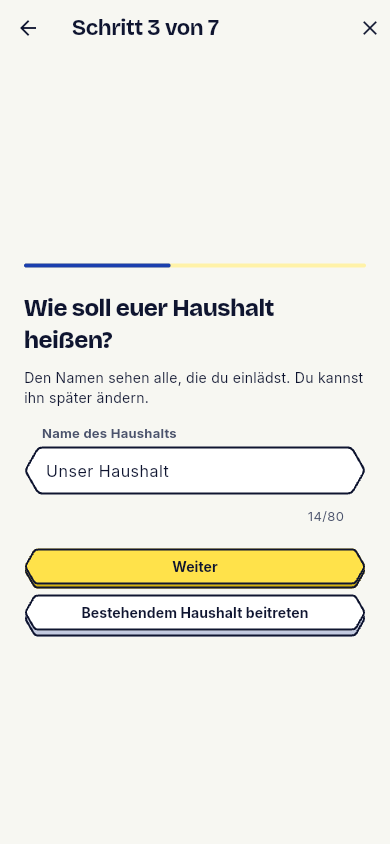 Schritt 3 von 7
Wie soll euer Haushalt
heißen?
Den Namen sehen alle, die du einlädst. Du kannst
ihn später ändern.
Name des Haushalts
Unser Haushalt
14/80
Weiter
Bestehendem Haushalt beitreten